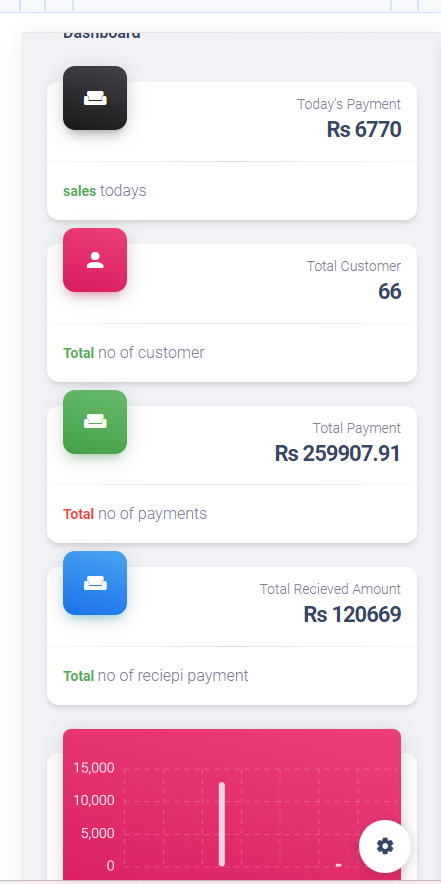 Dashboard
Today's Payment
Rs 6770
sales todays
Total Customer
66
Total no of customer
Total Payment
Rs 259907.91
Total no of payments
Total Recieved Amount
Rs 120669
Total no of reciepi payment
15,000
10,000
5,000
0